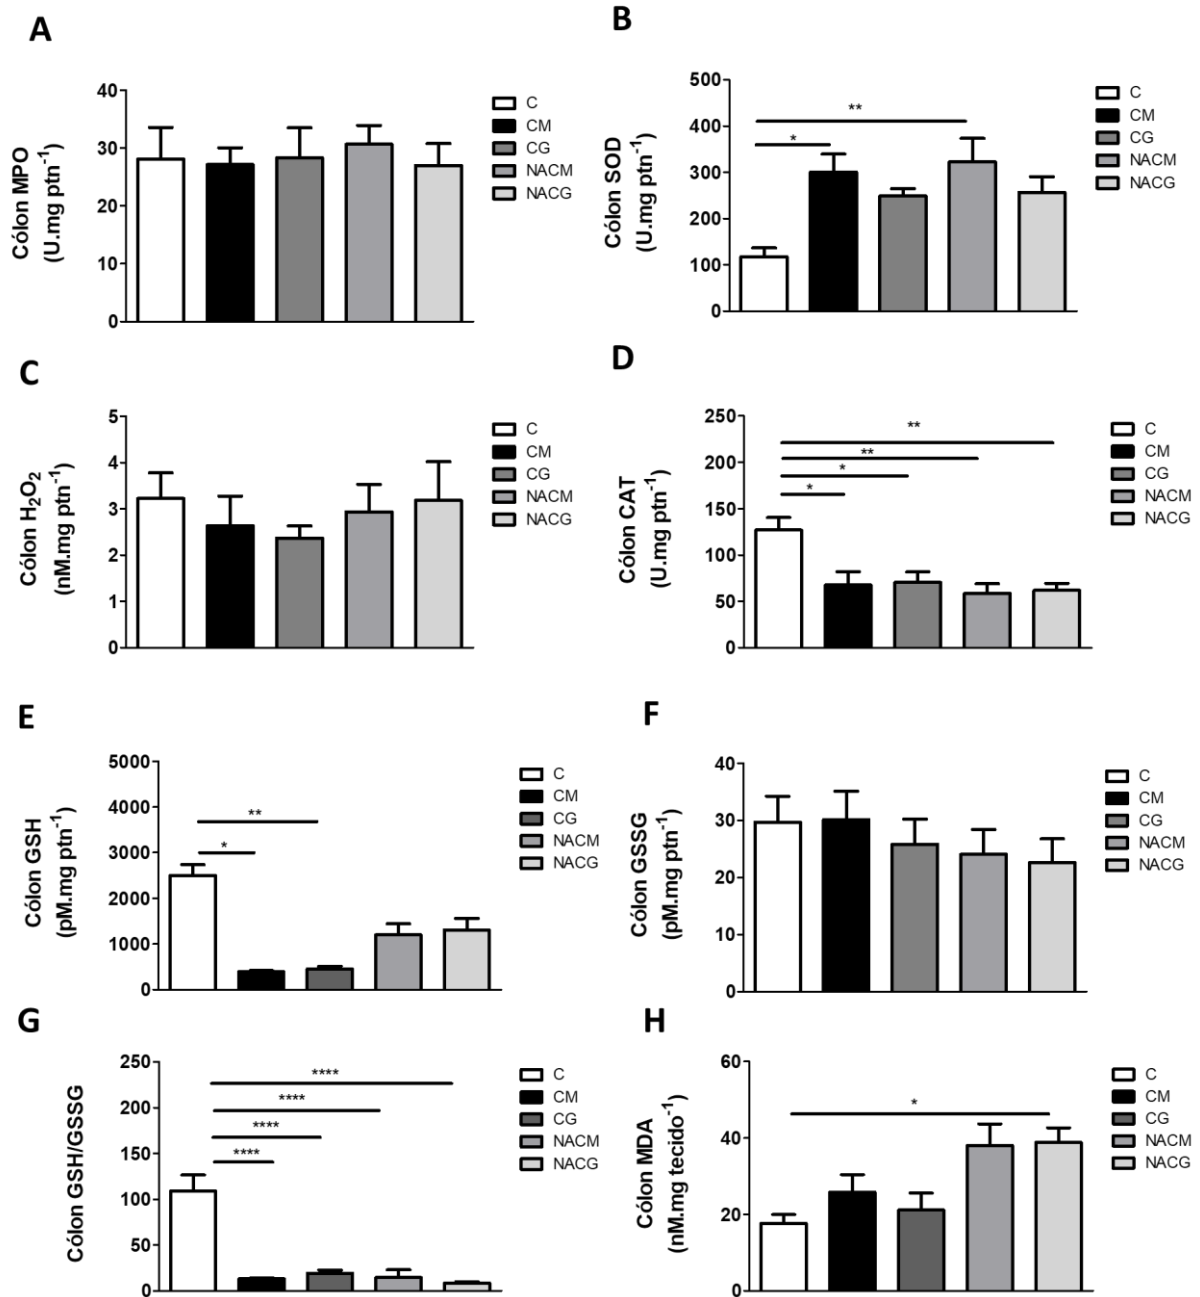 A
Cólon MPO
(U.mg ptn⁻¹)
40
30
20
10
0
C
CM
CG
NACM
NACG
B
Cólon SOD
(U.mg ptn⁻¹)
500
400
300
200
100
0
**
*
C
CM
CG
NACM
NACG
C
Cólon H₂O₂
(nM.mg ptn⁻¹)
5
4
3
2
1
0
C
CM
CG
NACM
NACG
D
Cólon CAT
(U.mg ptn⁻¹)
250
200
150
100
50
0
**
**
*
*
C
CM
CG
NACM
NACG
E
Cólon GSH
(pM.mg ptn⁻¹)
5000
4000
3000
2000
1000
0
**
*
C
CM
CG
NACM
NACG
F
Cólon GSSG
(pM.mg ptn⁻¹)
40
30
20
10
0
C
CM
CG
NACM
NACG
G
Cólon GSH/GSSG
250
200
150
100
50
0
****
****
****
****
C
CM
CG
NACM
NACG
H
Cólon MDA
(nM.mg tecido⁻¹)
60
40
20
0
*
C
CM
CG
NACM
NACG